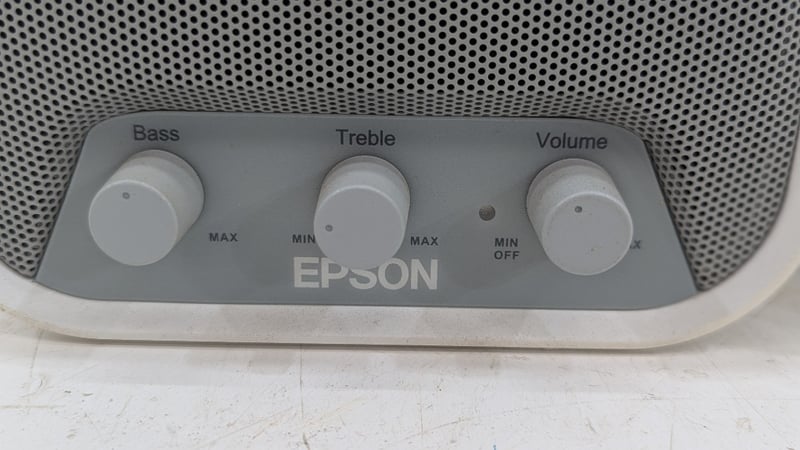 Bass Treble Volume
MAX MIN MAX MIN
OFF
EPSON